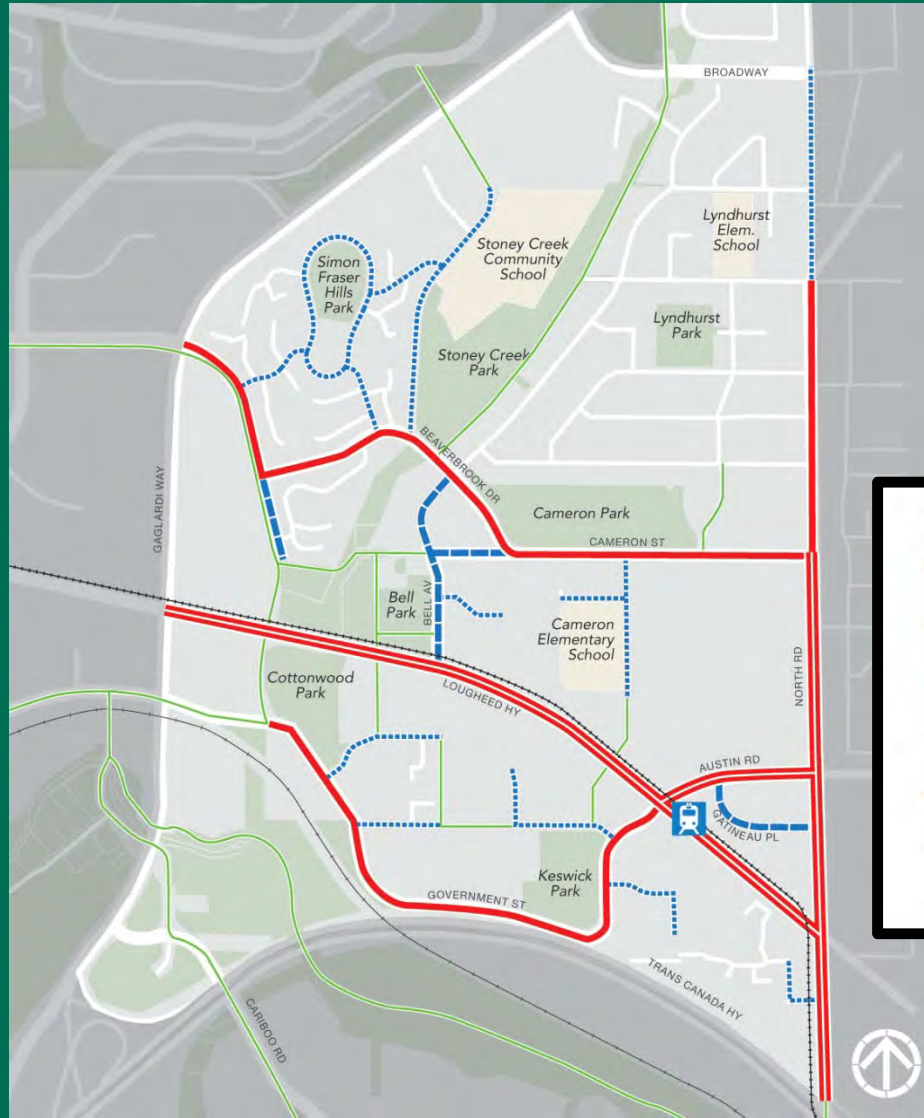 BROADWAY
Lyndhurst
Elem.
School
Stoney Creek
Community
School
Simon
Fraser
Hills
Park
Lyndhurst
Park
Stoney Creek
Park
BEAVERBROOK DR
GAGLARDI WAY
Cameron Park
CAMERON ST
Bell
Park
BELL AV
Cameron
Elementary
School
NORTH RD
Cottonwood
Park
LOUGHEED HY
AUSTIN RD
GATINEAU PL
Keswick
Park
GOVERNMENT ST
TRANS CANADA HY
CARIBOO RD